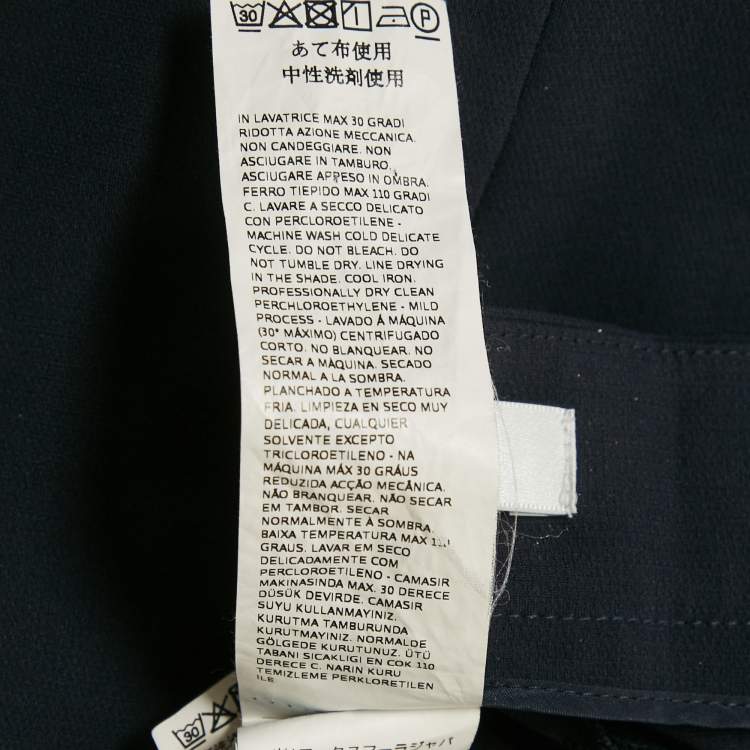 30 P
あて布使用
中性洗剤使用
IN LAVATRICE MAX 30 GRADI
RIDOTTA AZIONE MECCANICA.
NON CANDEGGIARE. NON
ASCIUGARE IN TAMBURO.
ASCIUGARE APPESO IN OMBRA.
FERRO TIEPIDO MAX 110 GRADI
C. LAVARE A SECCO DELICATO
CON PERCLOROETILENE -
MACHINE WASH COLD DELICATE
CYCLE. DO NOT BLEACH. DO
NOT TUMBLE DRY. LINE DRYING
IN THE SHADE. COOL IRON.
PROFESSIONALLY DRY CLEAN
PERCHLOROETHYLENE - MILD
PROCESS - LAVADO Á MÁQUINA
(30° MÁXIMO) CENTRIFUGADO
CORTO. NO BLANQUEAR. NO
SECAR A MÀQUINA. SECADO
NORMAL A LA SOMBRA.
PLANCHADO A TEMPERATURA
FRIA. LIMPIEZA EN SECO MUY
DELICADA, CUALQUIER
SOLVENTE EXCEPTO
TRICLOROETILENO - NA
MÁQUINA MÁX 30 GRÁUS
REDUZIDA ACÇÃO MECÂNICA.
NÃO BRANQUEAR. NÃO SECAR
EM TAMBOR. SECAR
NORMALMENTE À SOMBRA.
BAIXA TEMPERATURA MAX
GRAUS. LAVAR EM SECO
DELICADAMENTE COM
PERCLOROETILENO - CAMASIR
MAKINASINDA MAX. 30 DERECE
DÜSÜK DEVIRDE. CAMASIR
SUYU KULLANMAYINIZ.
KURUTMA TAMBURUNDA
KURUTMAYINIZ. NORMALDE
GÖLGEDE KURUTUNUZ. ÜTÜ
TABANI SICAKLIGI EN COK 110
DERECE C. NARIN KURU
TEMIZLEME PERKLORETILEN
ILE
30